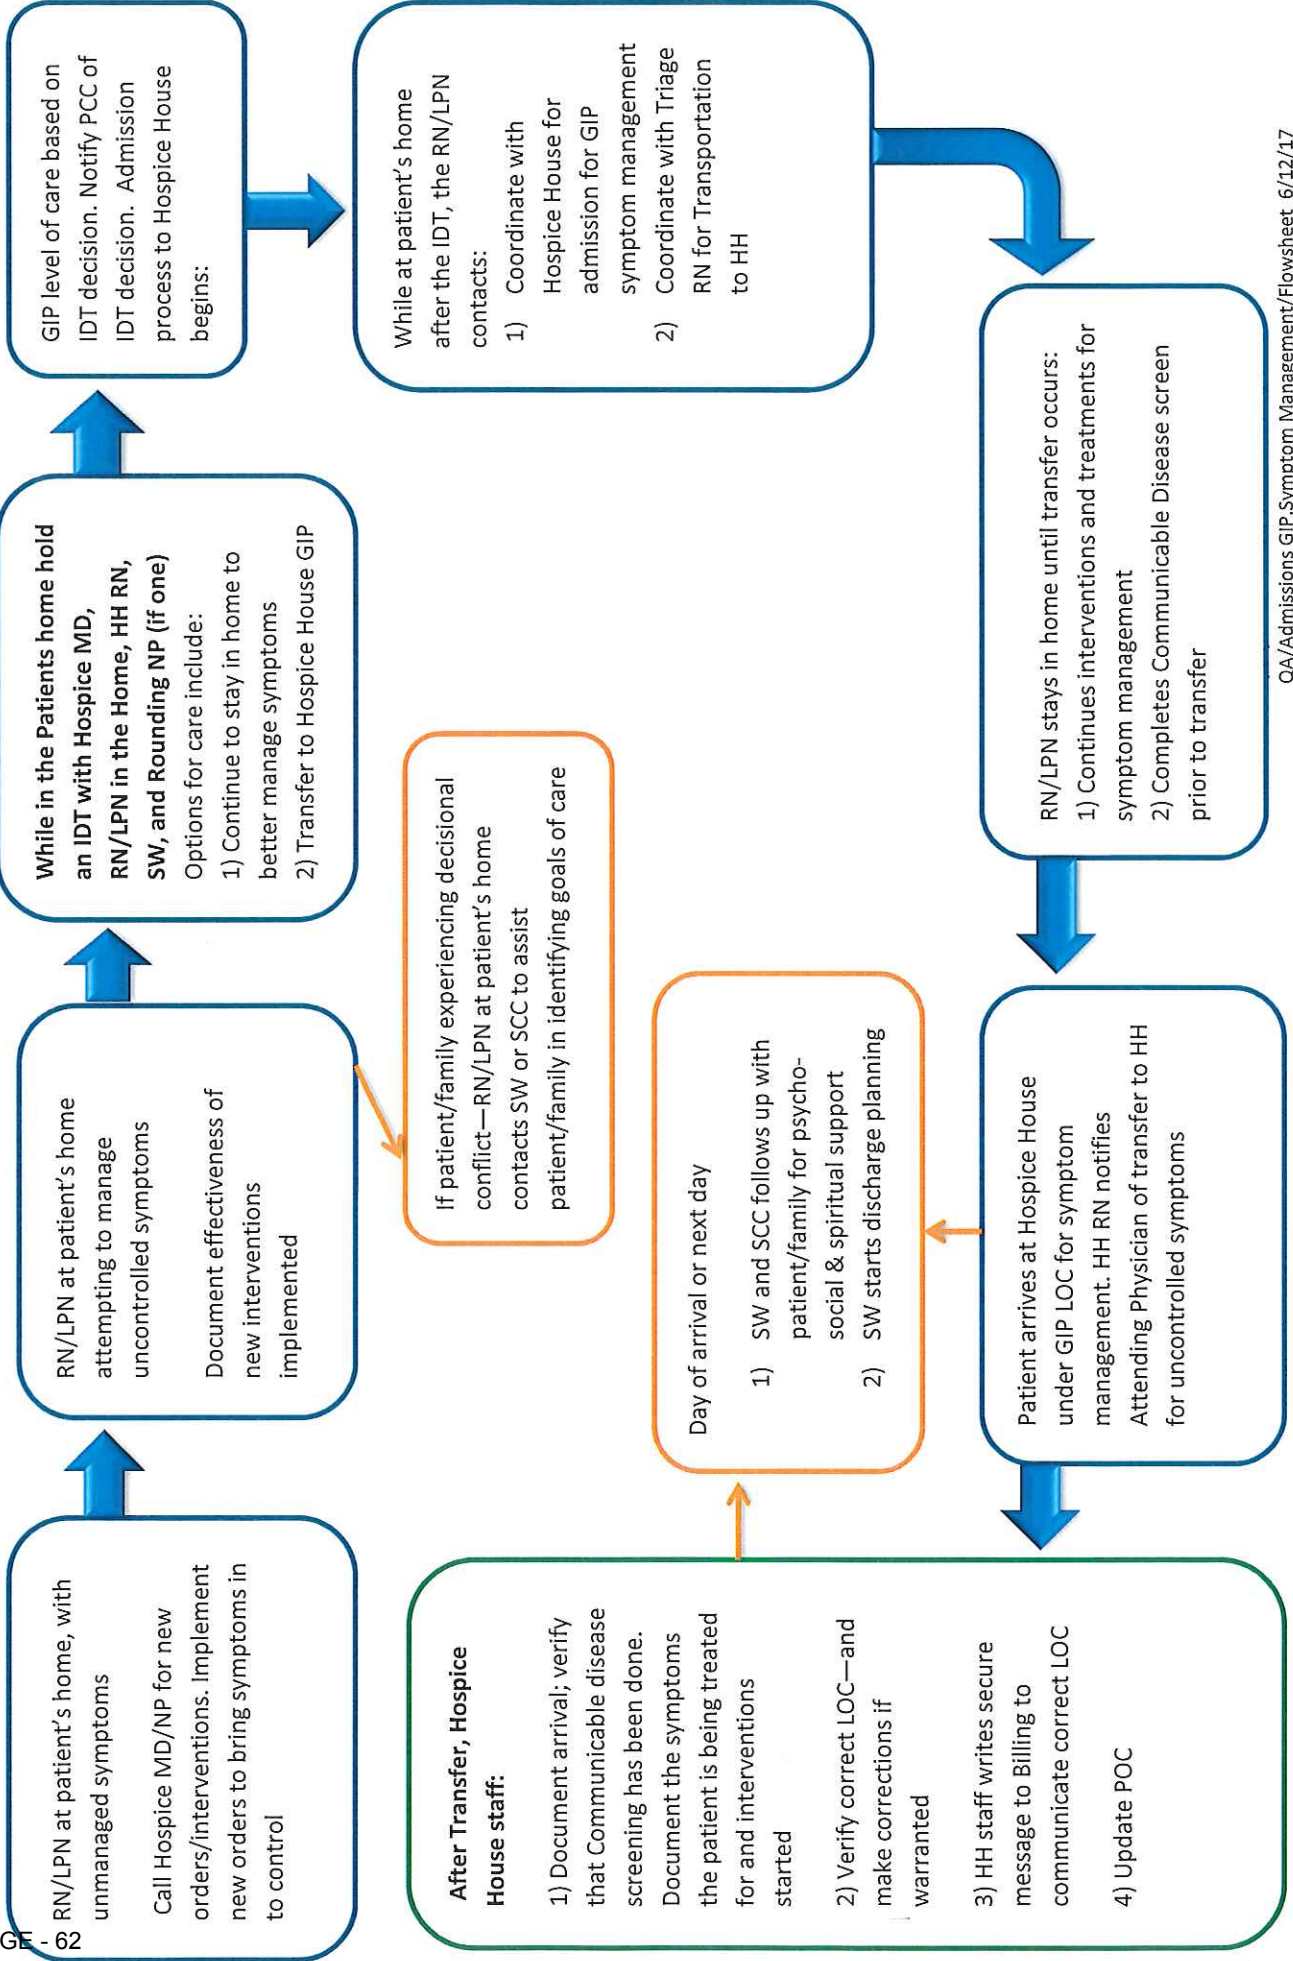 RN/LPN at patient's home, with
unmanaged symptoms
Call Hospice MD/NP for new
orders/interventions. Implement
new orders to bring symptoms in
to control
RN/LPN at patient's home
attempting to manage
uncontrolled symptoms
Document effectiveness of
new interventions
implemented
While in the Patients home hold
an IDT with Hospice MD,
RN/LPN in the Home, HH RN,
SW, and Rounding NP (if one)
Options for care include:
1) Continue to stay in home to
better manage symptoms
2) Transfer to Hospice House GIP
GIP level of care based on
IDT decision. Notify PCC of
IDT decision. Admission
process to Hospice House
begins:
If patient/family experiencing decisional
conflict—RN/LPN at patient's home
contacts SW or SCC to assist
patient/family in identifying goals of care
While at patient's home
after the IDT, the RN/LPN
contacts:
1) Coordinate with
Hospice House for
admission for GIP
symptom management
2) Coordinate with Triage
RN for Transportation
to HH
RN/LPN stays in home until transfer occurs:
1) Continues interventions and treatments for
symptom management
2) Completes Communicable Disease screen
prior to transfer
Patient arrives at Hospice House
under GIP LOC for symptom
management. HH RN notifies
Attending Physician of transfer to HH
for uncontrolled symptoms
Day of arrival or next day
1) SW and SCC follows up with
patient/family for psycho-
social & spiritual support
2) SW starts discharge planning
After Transfer, Hospice
House staff:
1) Document arrival; verify
that Communicable disease
screening has been done.
Document the symptoms
the patient is being treated
for and interventions
started
2) Verify correct LOC—and
make corrections if
warranted
3) HH staff writes secure
message to Billing to
communicate correct LOC
4) Update POC
QA/Admissions GIP.Symptom Management/Flowsheet 6/12/17
GE - 62